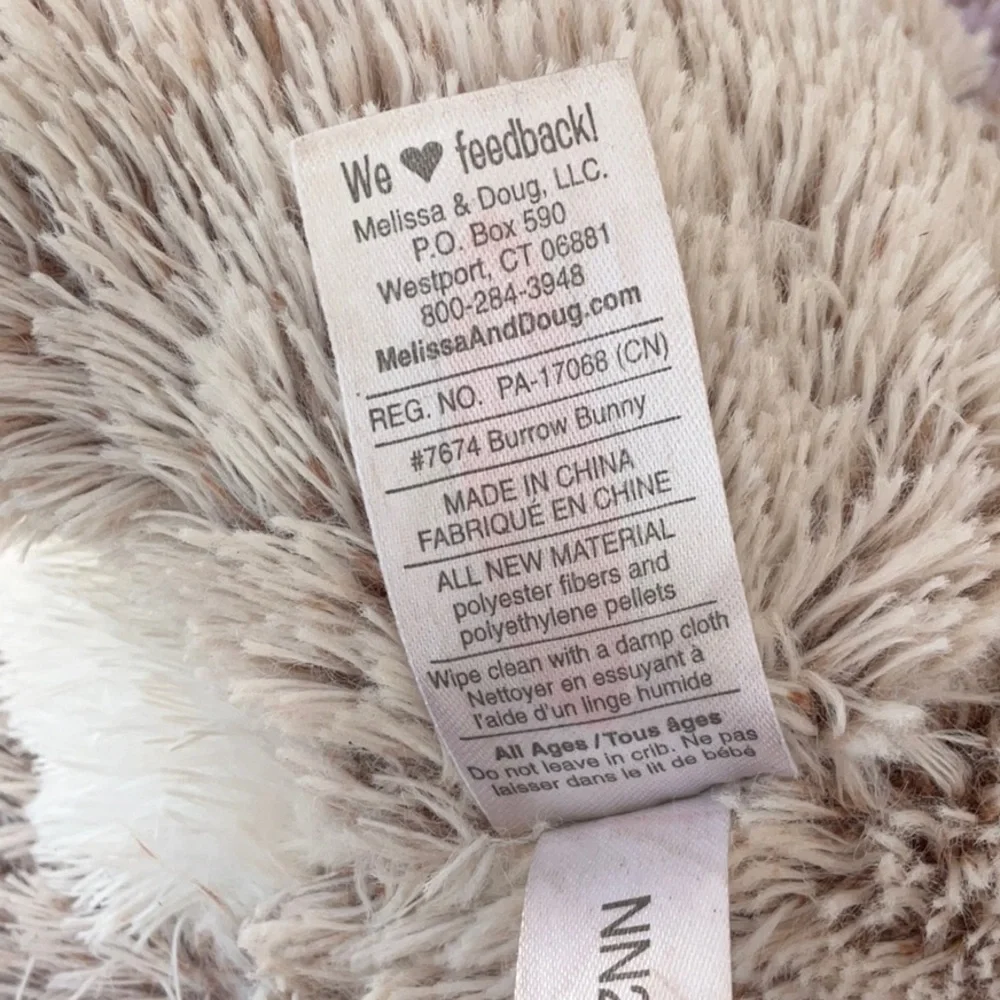 We ♥ feedback!
Melissa & Doug, LLC.
P.O. Box 590
Westport, CT 06881
800-284-3948
MelissaAndDoug.com
REG. NO. PA-17068 (CN)
#7674 Burrow Bunny
MADE IN CHINA
FABRIQUÉ EN CHINE
ALL NEW MATERIAL
polyester fibers and
polyethylene pellets
Wipe clean with a damp cloth
Nettoyer en essuyant à
l'aide d'un linge humide
All Ages / Tous âges
Do not leave in crib. Ne pas
laisser dans le lit de bébé